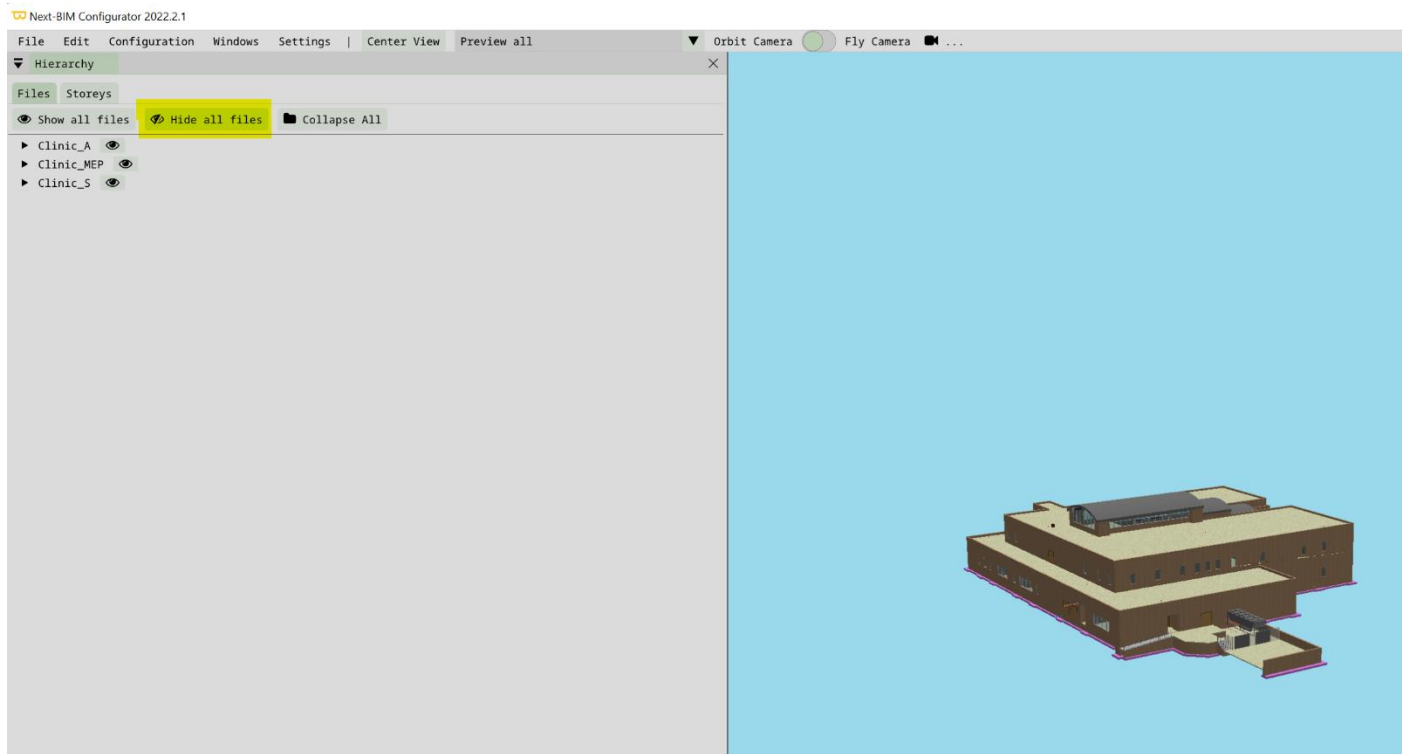 Next-BIM Configurator 2022.2.1
File Edit Configuration Windows Settings | Center View Preview all Orbit Camera Fly Camera ...
Hierarchy
Files Storeys
Show all files Hide all files Collapse All
Clinic_A
Clinic_MEP
Clinic_S